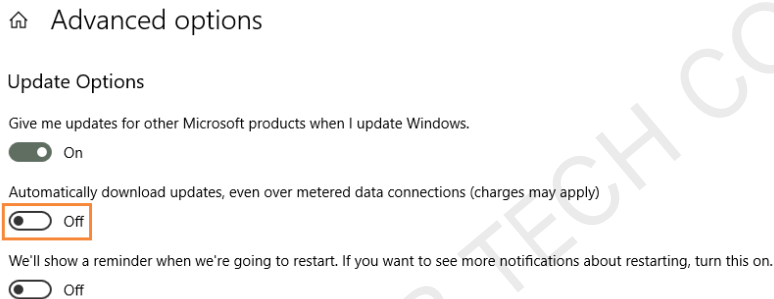 Advanced options
Update Options
Give me updates for other Microsoft products when I update Windows.
On
Automatically download updates, even over metered data connections (charges may apply)
Off
We'll show a reminder when we're going to restart. If you want to see more notifications about restarting, turn this on.
Off
TECH